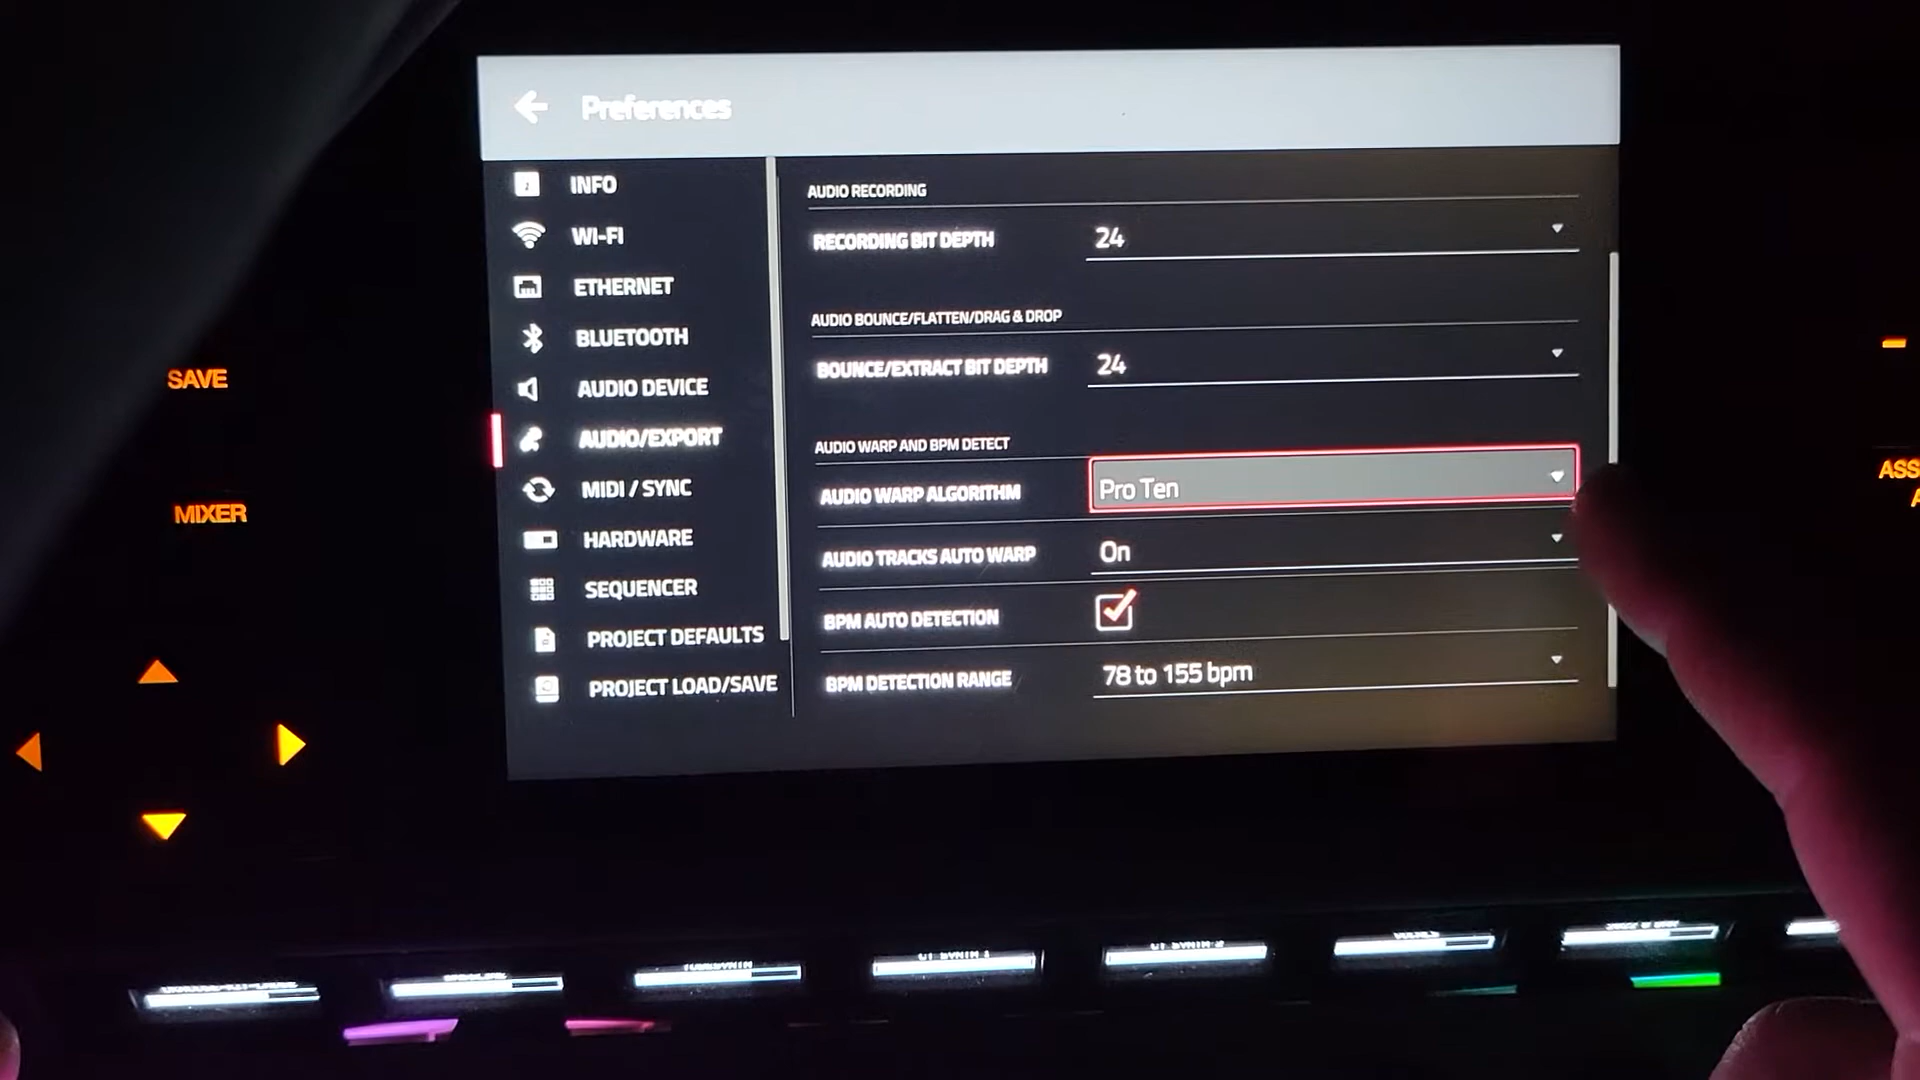 Preferences
INFO
WI-FI
ETHERNET
BLUETOOTH
AUDIO DEVICE
AUDIO/EXPORT
MIDI / SYNC
HARDWARE
SEQUENCER
PROJECT DEFAULTS
PROJECT LOAD/SAVE
AUDIO RECORDING
RECORDING BIT DEPTH 24
AUDIO BOUNCE/FLATTEN/DRAG & DROP
BOUNCE/EXTRACT BIT DEPTH 24
AUDIO WARP AND BPM DETECT
AUDIO WARP ALGORITHM Pro Ten
AUDIO TRACKS AUTO WARP On
BPM AUTO DETECTION
BPM DETECTION RANGE 78 to 155 bpm
SAVE
MIXER
ASS